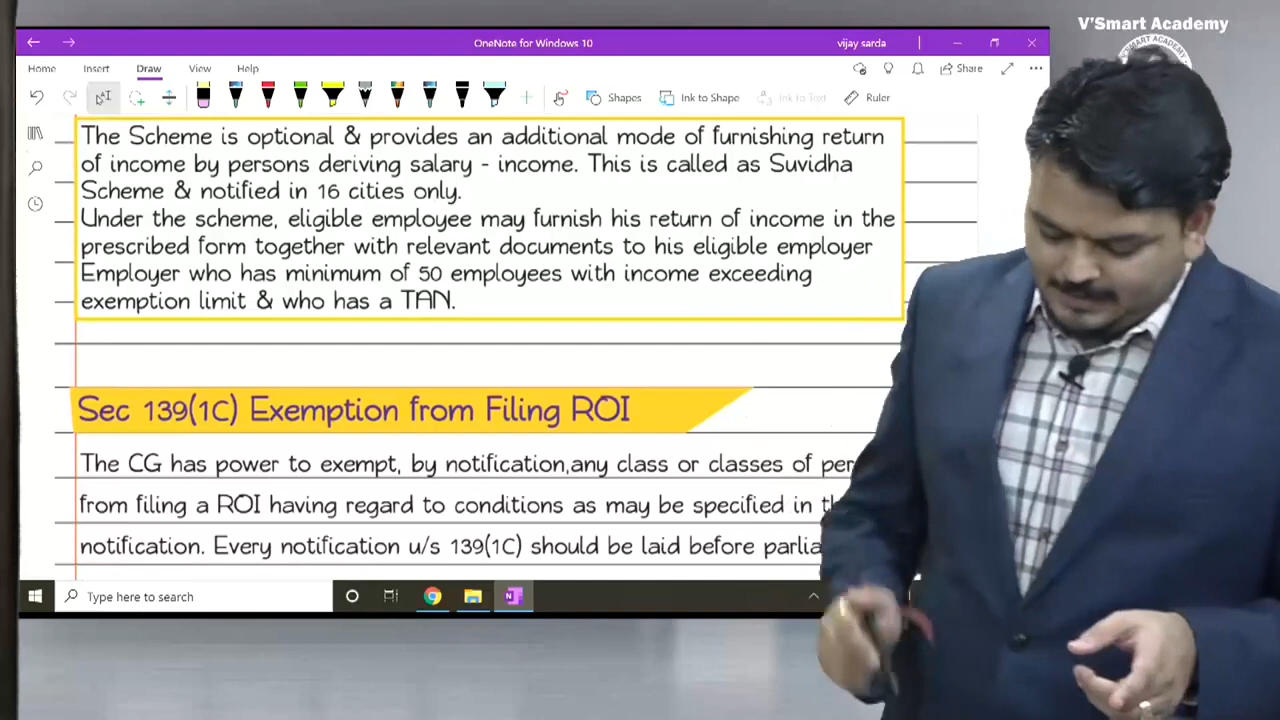 V'Smart Academy
V'SMART ACADEMY
OneNote for Windows 10
vijay sarda
Home Insert Draw View Help
Share
Shapes Ink to Shape Ink to Text Ruler
The Scheme is optional & provides an additional mode of furnishing return
of income by persons deriving salary - income. This is called as Suvidha
Scheme & notified in 16 cities only.
Under the scheme, eligible employee may furnish his return of income in the
prescribed form together with relevant documents to his eligible employer
Employer who has minimum of 50 employees with income exceeding
exemption limit & who has a TAN.
Sec 139(1C) Exemption from Filing ROI
The CG has power to exempt, by notification,any class or classes of
from filing a ROI having regard to conditions as may be specified in
notification. Every notification u/s 139(1C) should be laid before
Type here to search